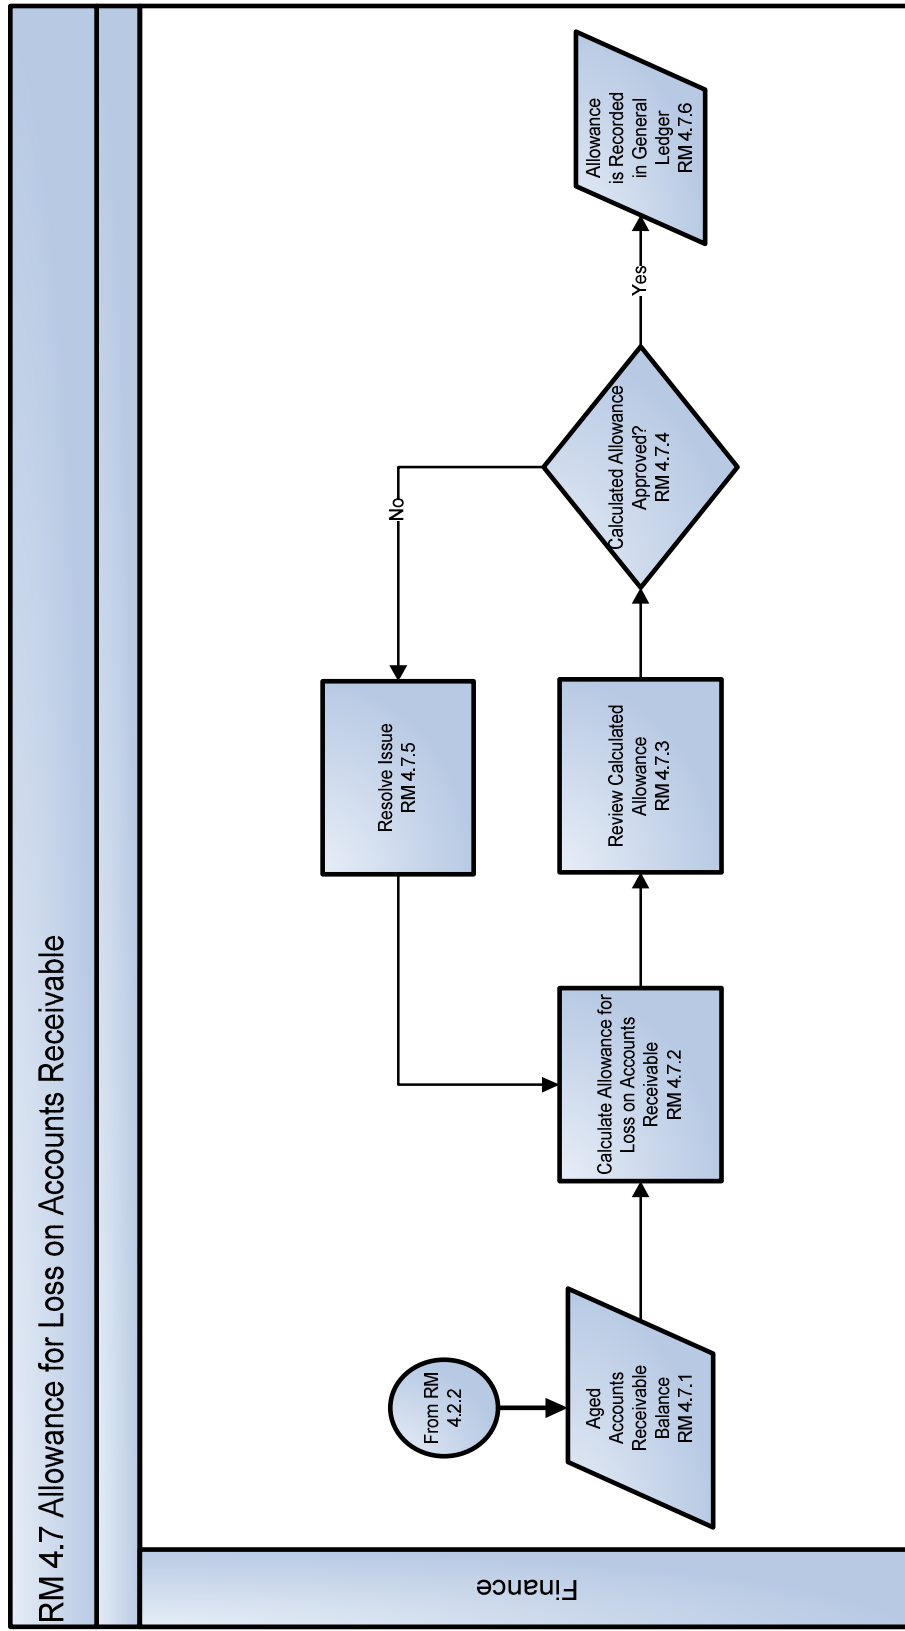 RM 4.7 Allowance for Loss on Accounts Receivable
Finance
From RM
4.2.2
Aged
Accounts
Receivable
Balance
RM 4.7.1
Calculate Allowance for
Loss on Accounts
Receivable
RM 4.7.2
Review Calculated
Allowance
RM 4.7.3
Calculated Allowance
Approved?
RM 4.7.4
No
Resolve Issue
RM 4.7.5
Yes
Allowance
is Recorded
in General
Ledger
RM 4.7.6